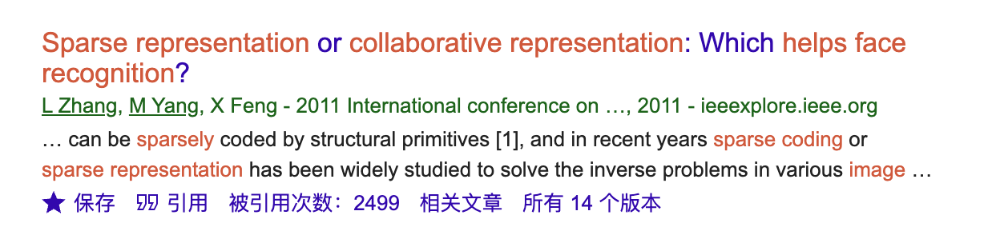 Sparse representation or collaborative representation: Which helps face
recognition?
L Zhang, M Yang, X Feng - 2011 International conference on …, 2011 - ieeexplore.ieee.org
… can be sparsely coded by structural primitives [1], and in recent years sparse coding or
sparse representation has been widely studied to solve the inverse problems in various image …
保存 引用 被引用次数：2499 相关文章 所有 14 个版本